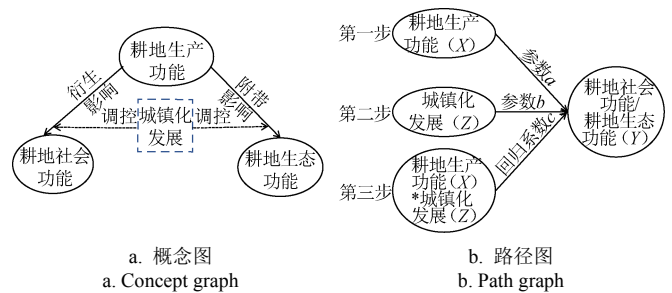 耕地生产
功能
衍生
影响
附带
影响
调控
城镇化
发展
调控
耕地社会
功能
耕地生态
功能
a. 概念图
a. Concept graph
第一步
耕地生产
功能（X）
参数a
第二步
城镇化
发展（Z）
参数b
耕地社会
功能/
耕地生态
功能（Y）
第三步
耕地生产
功能（X）
*城镇化
发展（Z）
回归系数c
b. 路径图
b. Path graph